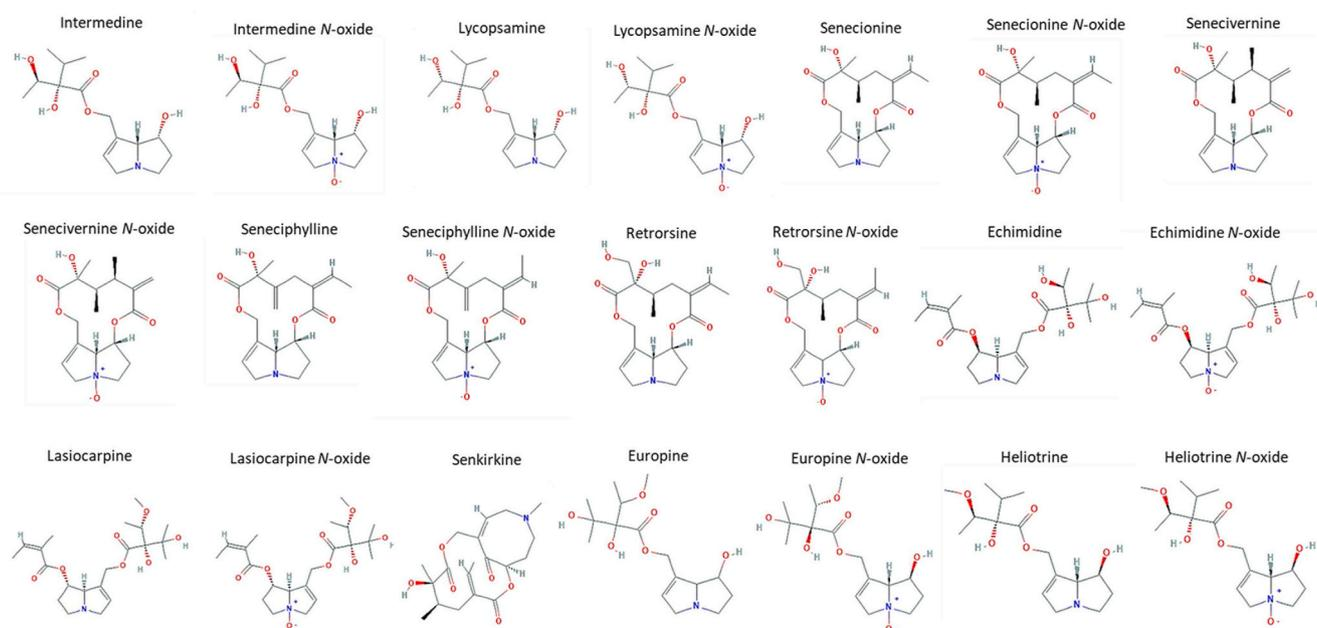 Intermedine
Intermedine N-oxide
Lycopsamine
Lycopsamine N-oxide
Senecionine
Senecionine N-oxide
Senecivernine
Senecivernine N-oxide
Seneciphylline
Seneciphylline N-oxide
Retrorsine
Retrorsine N-oxide
Echimidine
Echimidine N-oxide
Lasiocarpine
Lasiocarpine N-oxide
Senkirkine
Europine
Europine N-oxide
Heliotrine
Heliotrine N-oxide